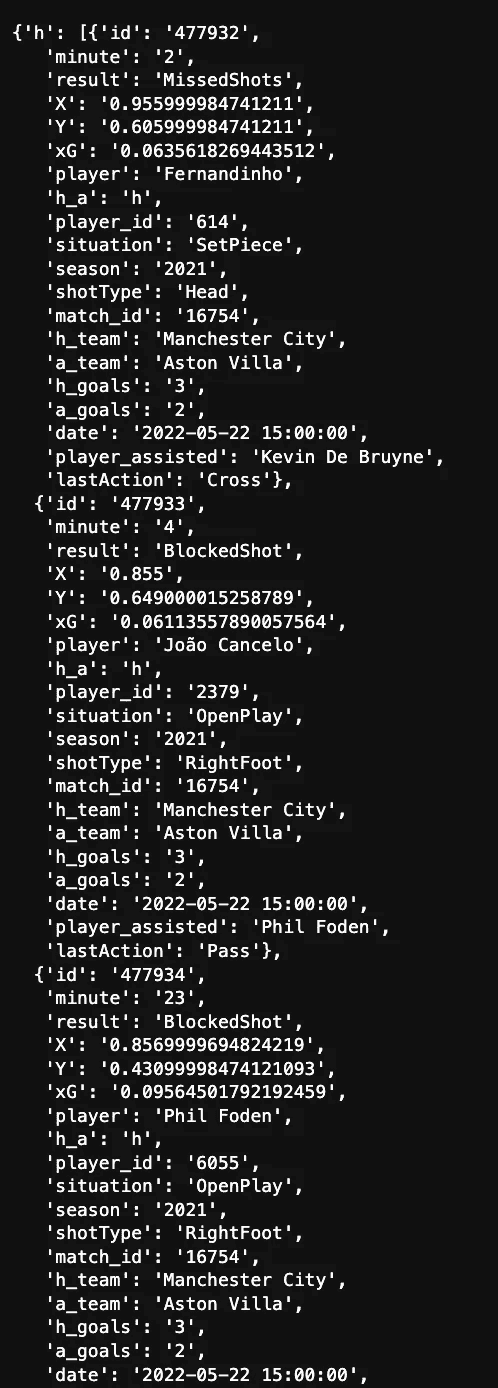 {'h': [{'id': '477932',
'minute': '2',
'result': 'MissedShots',
'X': '0.955999984741211',
'Y': '0.605999984741211',
'xG': '0.0635618269443512',
'player': 'Fernandinho',
'h_a': 'h',
'player_id': '614',
'situation': 'SetPiece',
'season': '2021',
'shotType': 'Head',
'match_id': '16754',
'h_team': 'Manchester City',
'a_team': 'Aston Villa',
'h_goals': '3',
'a_goals': '2',
'date': '2022-05-22 15:00:00',
'player_assisted': 'Kevin De Bruyne',
'lastAction': 'Cross'},
{'id': '477933',
'minute': '4',
'result': 'BlockedShot',
'X': '0.855',
'Y': '0.649000015258789',
'xG': '0.06113557890057564',
'player': 'João Cancelo',
'h_a': 'h',
'player_id': '2379',
'situation': 'OpenPlay',
'season': '2021',
'shotType': 'RightFoot',
'match_id': '16754',
'h_team': 'Manchester City',
'a_team': 'Aston Villa',
'h_goals': '3',
'a_goals': '2',
'date': '2022-05-22 15:00:00',
'player_assisted': 'Phil Foden',
'lastAction': 'Pass'},
{'id': '477934',
'minute': '23',
'result': 'BlockedShot',
'X': '0.8569999694824219',
'Y': '0.43099998474121093',
'xG': '0.09564501792192459',
'player': 'Phil Foden',
'h_a': 'h',
'player_id': '6055',
'situation': 'OpenPlay',
'season': '2021',
'shotType': 'RightFoot',
'match_id': '16754',
'h_team': 'Manchester City',
'a_team': 'Aston Villa',
'h_goals': '3',
'a_goals': '2',
'date': '2022-05-22 15:00:00',